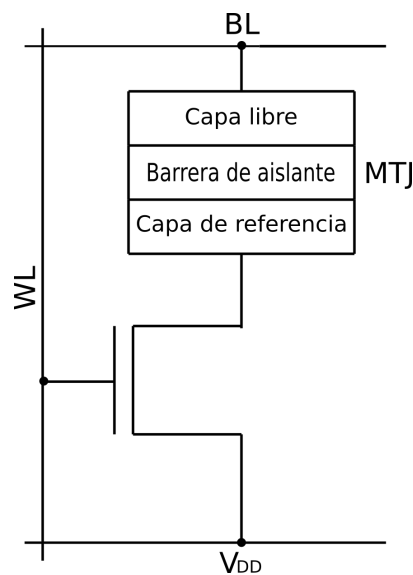 BL
Capa libre
Barrera de aislante
MTJ
Capa de referencia
WL
VDD